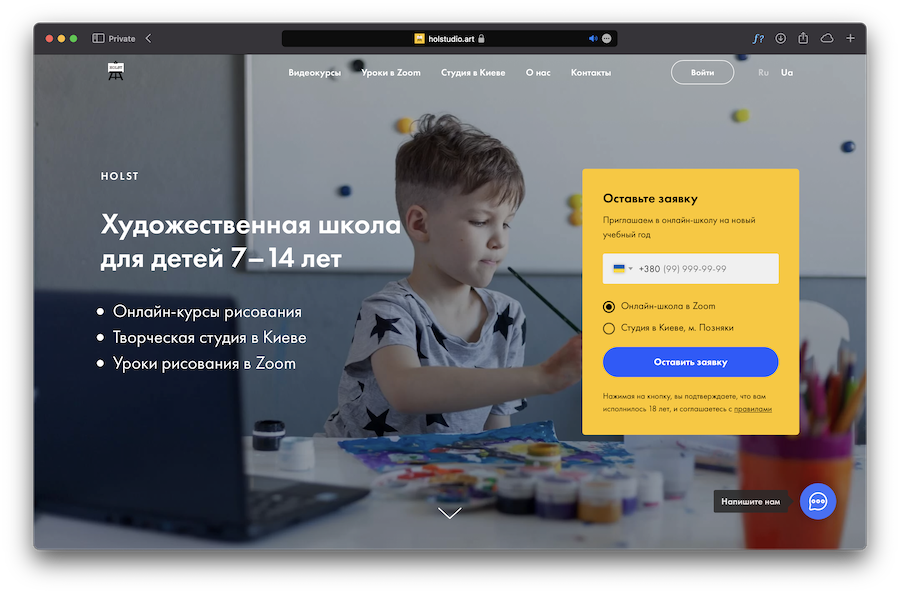 Private
holstudio.art
HOLST
Видеокурсы
Уроки в Zoom
Студия в Киеве
О нас
Контакты
Войти
Ru
Ua
HOLST
Художественная школа
для детей 7–14 лет
• Онлайн-курсы рисования
• Творческая студия в Киеве
• Уроки рисования в Zoom
Оставьте заявку
Приглашаем в онлайн-школу на новый
учебный год
+380 (99) 999-99-99
Онлайн-школа в Zoom
Студия в Киеве, м. Позняки
Оставить заявку
Нажимая на кнопку, вы подтверждаете, что вам
исполнилось 18 лет, и соглашаетесь с правилами
Напишите нам